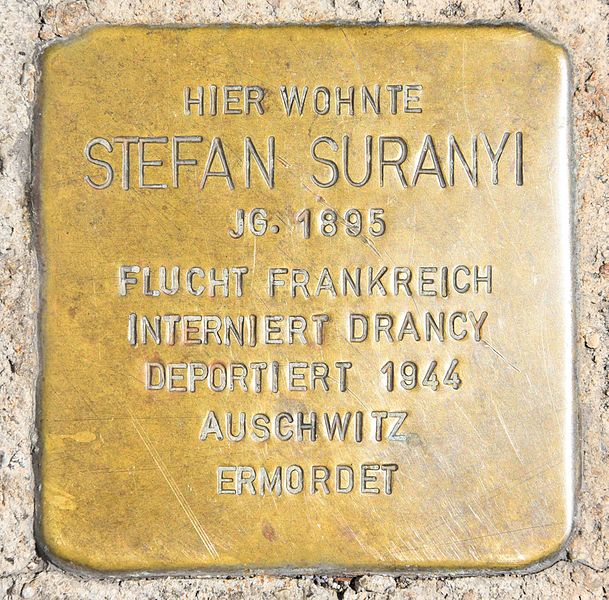 HIER WOHNTE
STEFAN SURANYI
JG. 1895
FLUCHT FRANKREICH
INTERNIERT DRANCY
DEPORTIERT 1944
AUSCHWITZ
ERMORDET